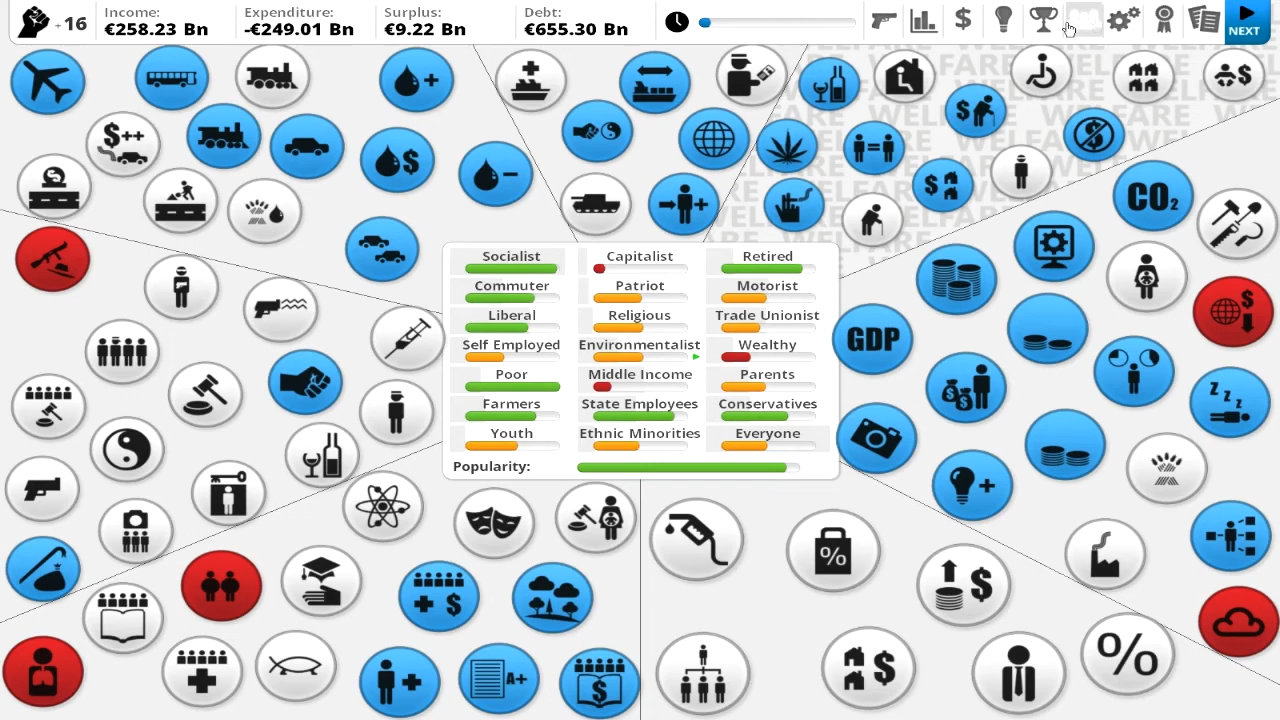 +16
Income:
€258.23 Bn
Expenditure:
-€249.01 Bn
Surplus:
€9.22 Bn
Debt:
€655.30 Bn
NEXT
WELFARE WELFARE
$++
CO2
GDP
A+
%
%
Socialist Capitalist Retired
Commuter Patriot Motorist
Liberal Religious Trade Unionist
Self Employed Environmentalist Wealthy
Poor Middle Income Parents
Farmers State Employees Conservatives
Youth Ethnic Minorities Everyone
Popularity: